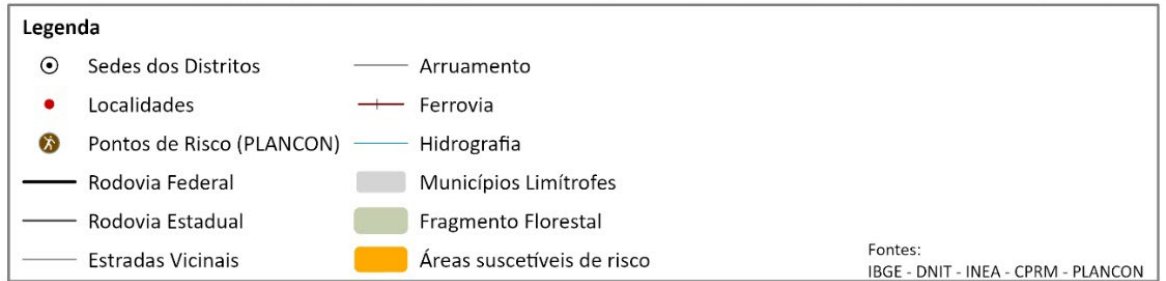 Legenda
Sedes dos Distritos
Localidades
Pontos de Risco (PLANCON)
Rodovia Federal
Rodovia Estadual
Estradas Vicinais
Arruamento
Ferrovia
Hidrografia
Municípios Limítrofes
Fragmento Florestal
Áreas suscetíveis de risco
Fontes:
IBGE - DNIT - INEA - CPRM - PLANCON